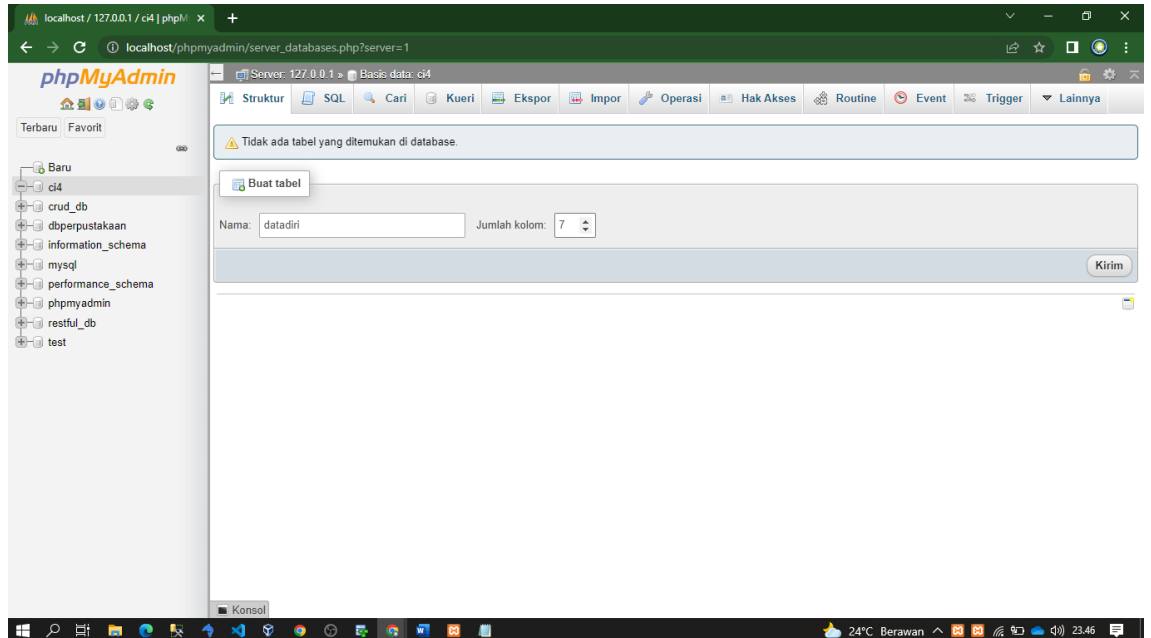 localhost / 127.0.0.1 / ci4 | phpM
localhost/phpmyadmin/server_databases.php?server=1
phpMyAdmin
Terbaru Favorit
Baru
ci4
crud_db
dbperpustakaan
information_schema
mysql
performance_schema
phpmyadmin
restful_db
test
Server: 127.0.0.1 » Basis data: ci4
Struktur SQL Cari Kueri Ekspor Impor Operasi Hak Akses Routine Event Trigger Lainnya
Tidak ada tabel yang ditemukan di database.
Buat tabel
Nama: datadiri Jumlah kolom: 7
Kirim
Konsol
24°C Berawan 23.46